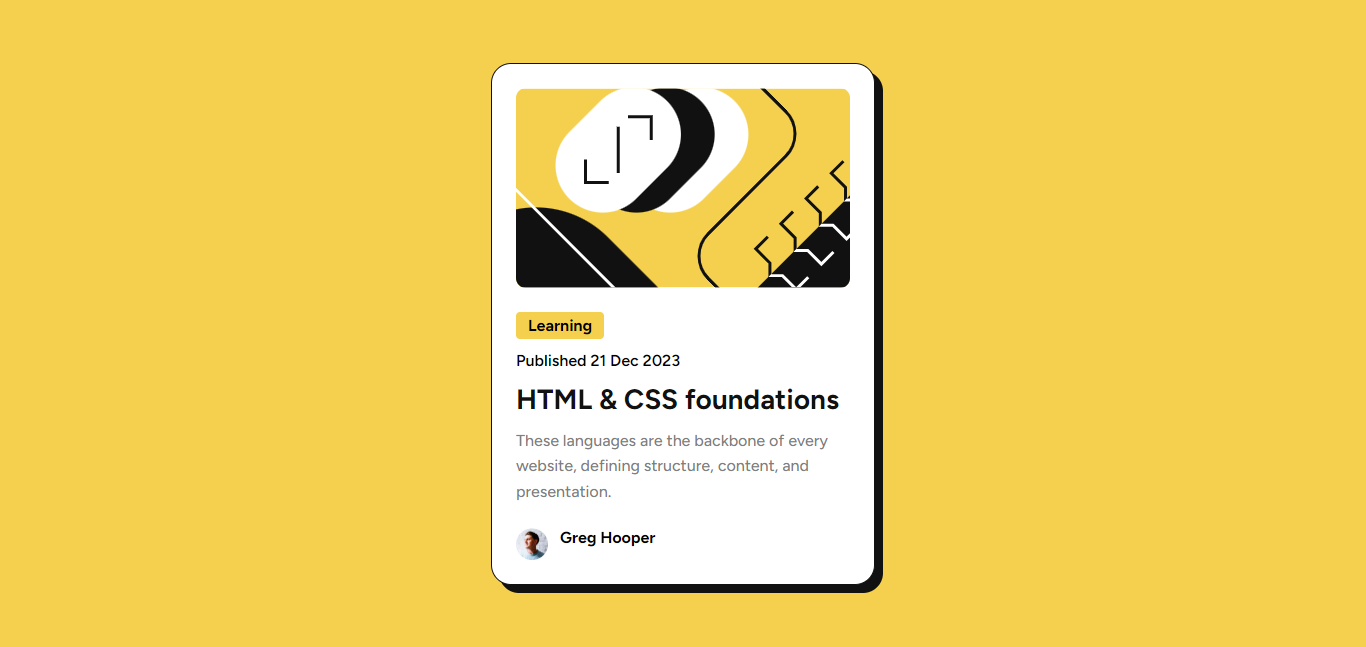 Learning
Published 21 Dec 2023
HTML & CSS foundations
These languages are the backbone of every
website, defining structure, content, and
presentation.
Greg Hooper